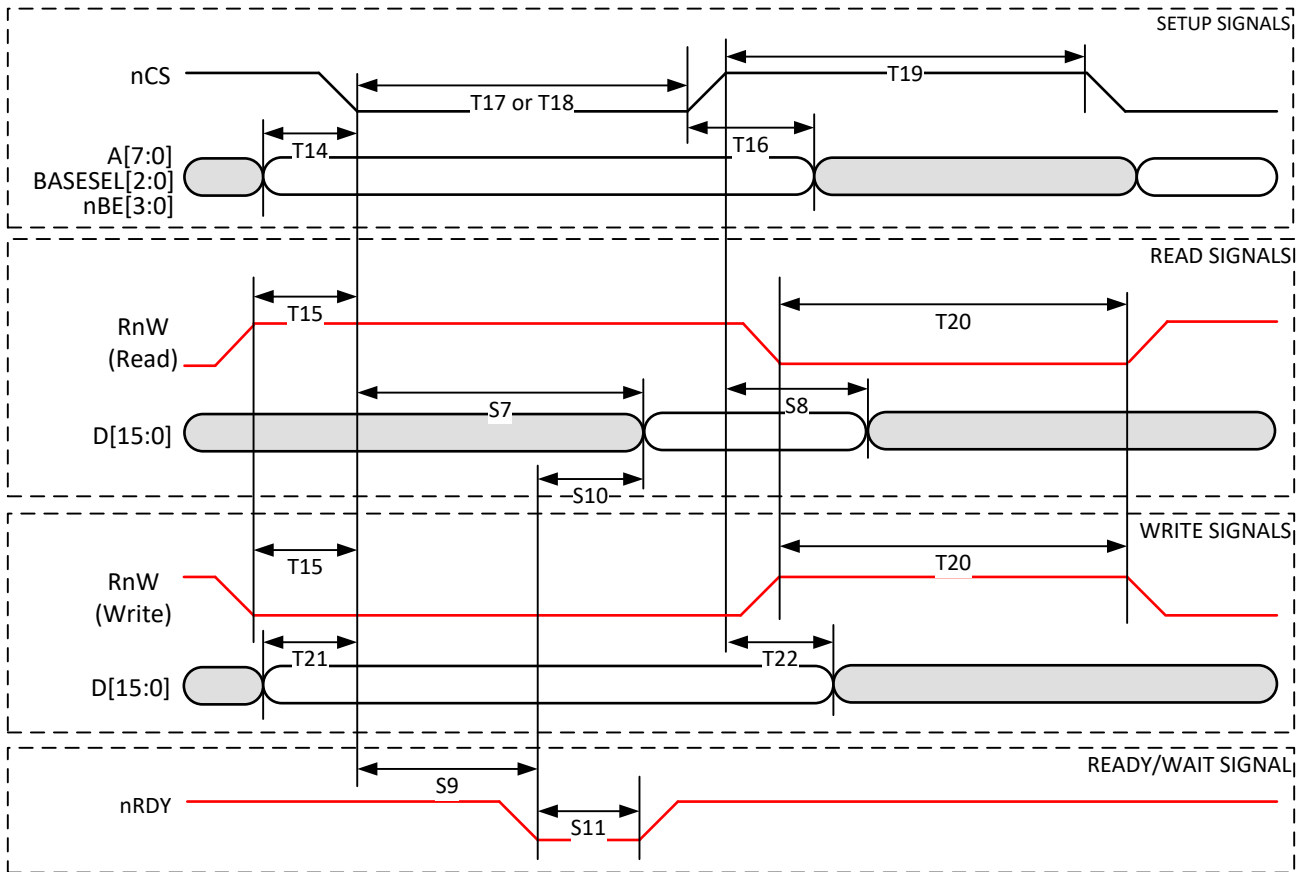 SETUP SIGNALS
nCS
T19
T17 or T18
T14
T16
A[7:0]
BASESEL[2:0]
nBE[3:0]
READ SIGNALS
T15
T20
RnW
(Read)
S7
S8
D[15:0]
S10
WRITE SIGNALS
T15
T20
RnW
(Write)
T21
T22
D[15:0]
READY/WAIT SIGNAL
S9
nRDY
S11